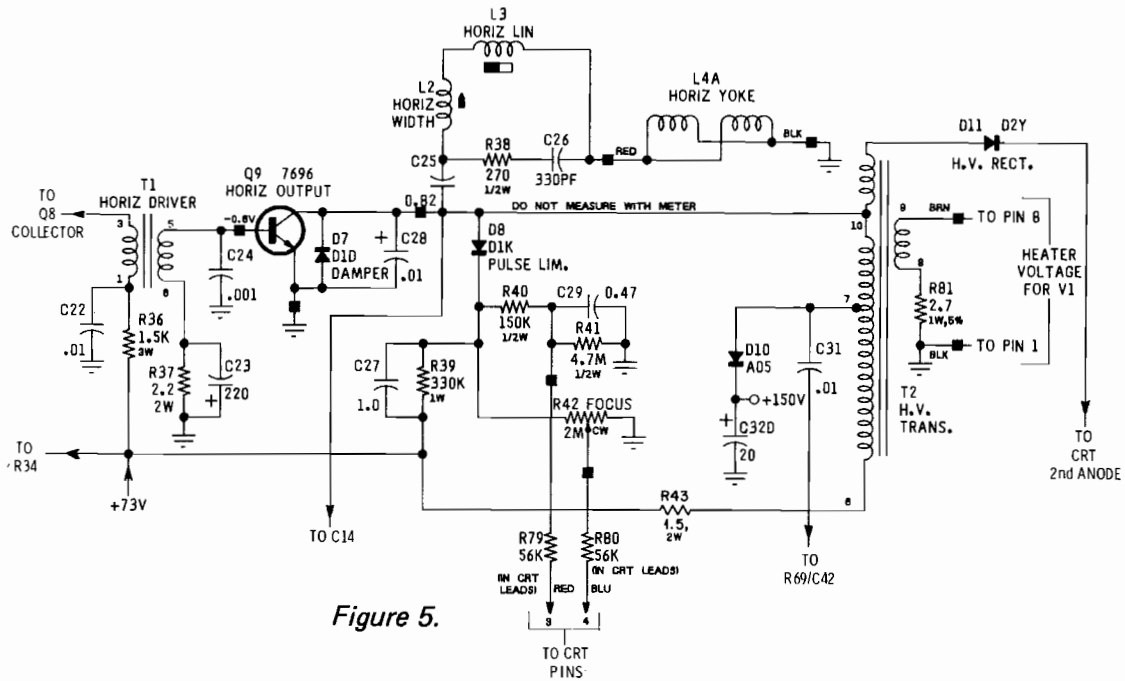 L3
HORIZ LIN
L2
HORIZ
WIDTH
L4A
HORIZ YOKE
R38
270
1/2W
C26
330PF
RED
BLK
D11 D2Y
H.V. RECT.
C25
0.82
TO
Q8
COLLECTOR
T1
HORIZ DRIVER
3
5
1
6
Q9 7696
HORIZ OUTPUT
-0.6V
DO NOT MEASURE WITH METER
C24
.001
D7
D1D
DAMPER
+
C28
.01
D8
D1K
PULSE LIM.
10
9
BRN
TO PIN 8
8
HEATER
VOLTAGE
FOR V1
R81
2.7
1W,5%
BLK
TO PIN 1
C22
.01
R36
1.5K
3W
R37
2.2
2W
C23
220
+
R40
150K
1/2W
C29 0.47
R41
4.7M
1/2W
C27
1.0
R39
330K
1W
R42 FOCUS
2M
CW
7
D10
A05
+150V
+
C32D
20
C31
.01
T2
H.V.
TRANS.
TO
CRT
2nd ANODE
TO
R34
+73V
TO C14
R43
1.5,
2W
6
R79
56K
(IN CRT
LEADS)
RED
R80
56K
(IN CRT LEADS)
BLU
TO
R69/C42
3
4
TO CRT
PINS
Figure 5.